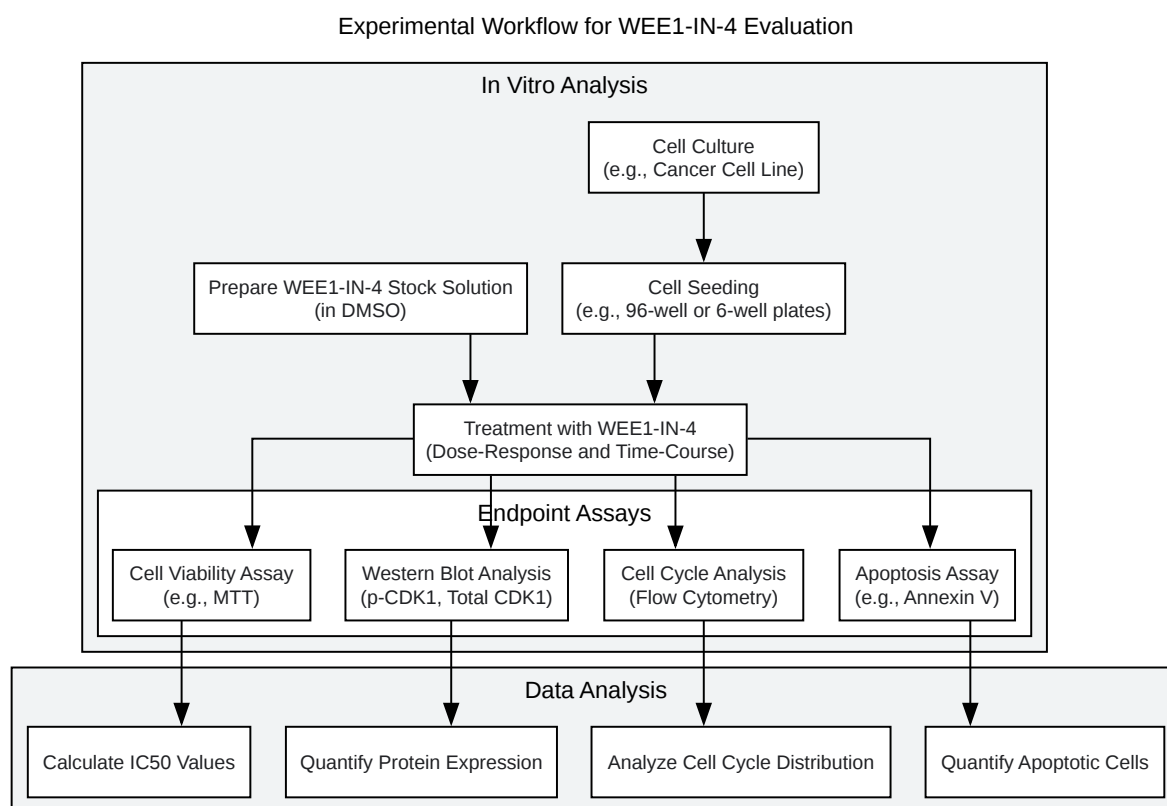 Experimental Workflow for WEE1-IN-4 Evaluation
In Vitro Analysis
Cell Culture
(e.g., Cancer Cell Line)
Prepare WEE1-IN-4 Stock Solution
(in DMSO)
Cell Seeding
(e.g., 96-well or 6-well plates)
Treatment with WEE1-IN-4
(Dose-Response and Time-Course)
Endpoint Assays
Cell Viability Assay
(e.g., MTT)
Western Blot Analysis
(p-CDK1, Total CDK1)
Cell Cycle Analysis
(Flow Cytometry)
Apoptosis Assay
(e.g., Annexin V)
Data Analysis
Calculate IC50 Values
Quantify Protein Expression
Analyze Cell Cycle Distribution
Quantify Apoptotic Cells